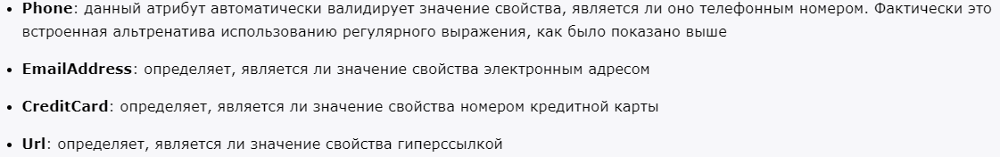 • Phone: данный атрибут автоматически валидирует значение свойства, является ли оно телефонным номером. Фактически это
встроенная альтренатива использованию регулярного выражения, как было показано выше
• EmailAddress: определяет, является ли значение свойства электронным адресом
• CreditCard: определяет, является ли значение свойства номером кредитной карты
• Url: определяет, является ли значение свойства гиперссылкой